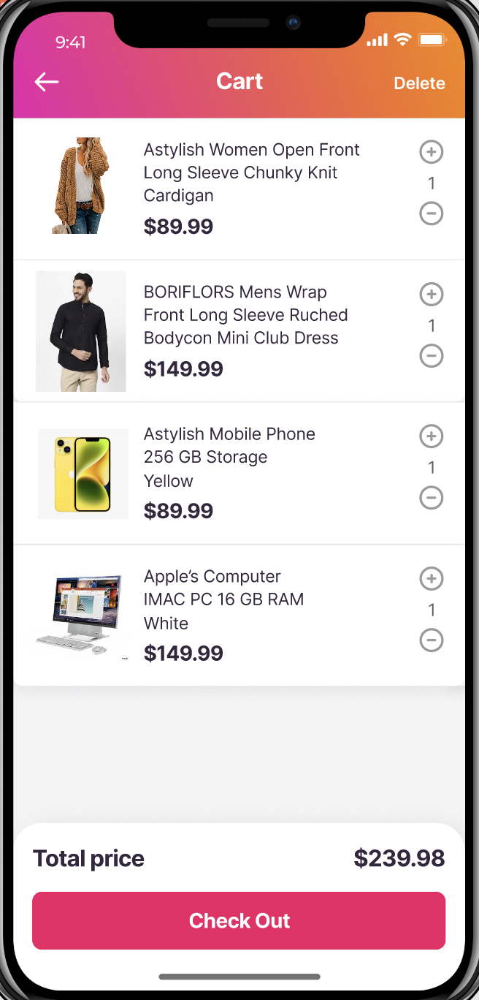 9:41
Cart
Delete
Astylish Women Open Front
Long Sleeve Chunky Knit
Cardigan
$89.99
1
BORIFLORS Mens Wrap
Front Long Sleeve Ruched
Bodycon Mini Club Dress
$149.99
1
Astylish Mobile Phone
256 GB Storage
Yellow
$89.99
1
Apple’s Computer
IMAC PC 16 GB RAM
White
$149.99
1
Total price
$239.98
Check Out